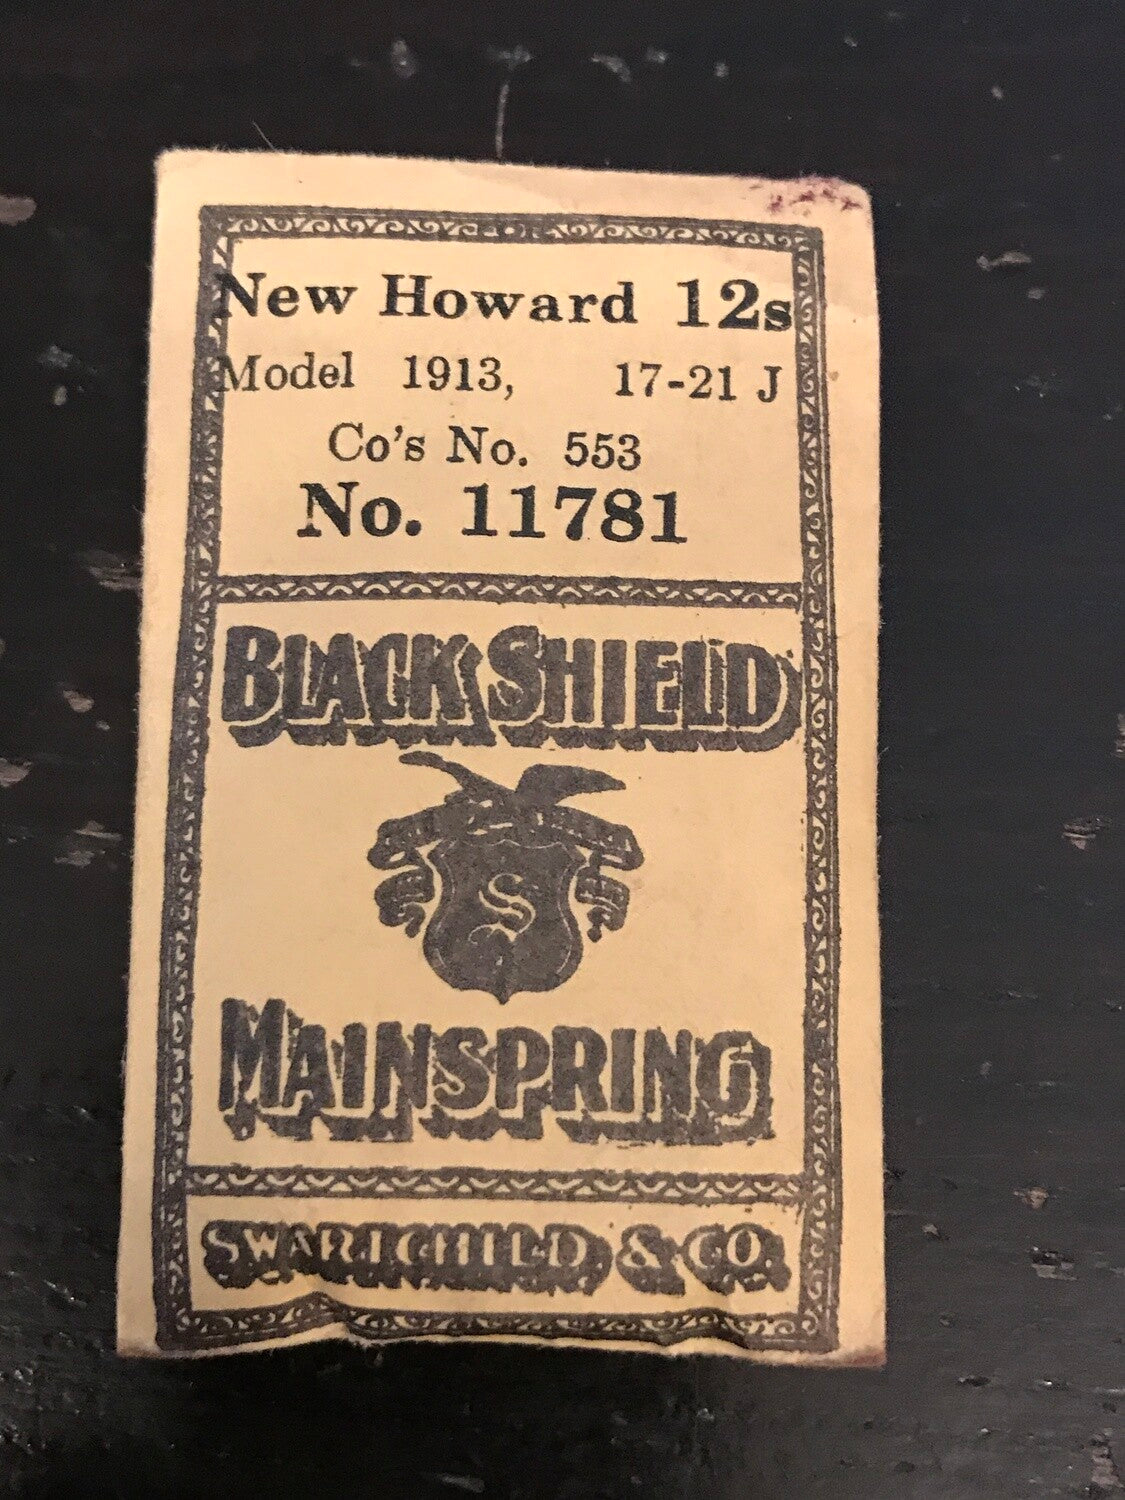 New Howard 12s
Model 1913, 17-21 J
Co's No. 553
No. 11781
BLACK SHIELD
S
MAINSPRING
SWARTCHILD & CO.